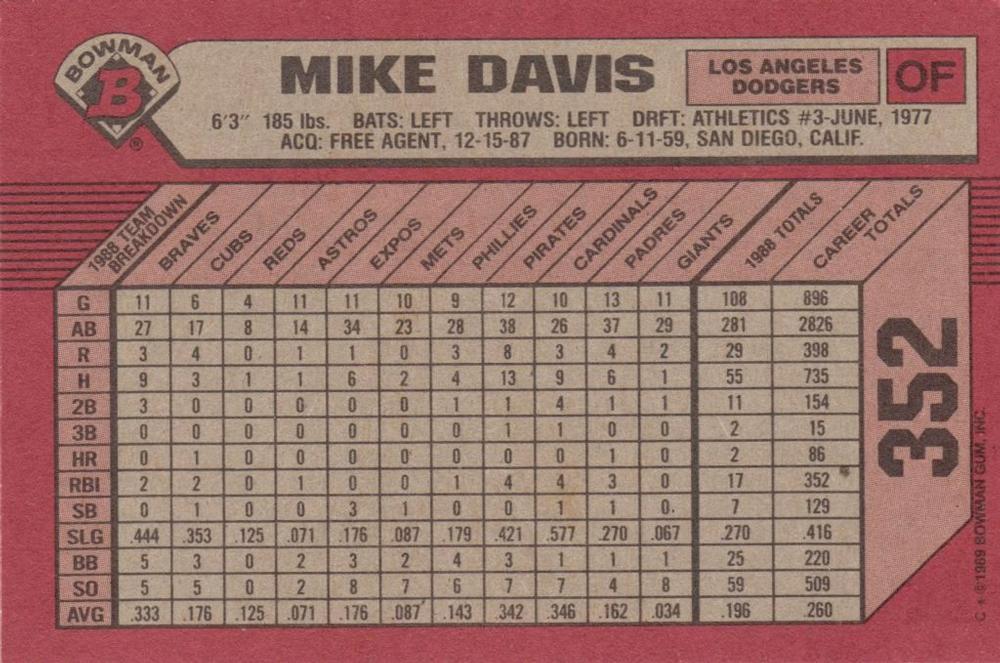 BOWMAN
B
®
MIKE DAVIS
LOS ANGELES DODGERS
OF
6'3" 185 lbs. BATS: LEFT THROWS: LEFT DRFT: ATHLETICS #3-JUNE, 1977
ACQ: FREE AGENT, 12-15-87 BORN: 6-11-59, SAN DIEGO, CALIF.
1988 TEAM BREAKDOWN BRAVES CUBS REDS ASTROS EXPOS METS PHILLIES PIRATES CARDINALS PADRES GIANTS 1988 TOTALS CAREER TOTALS
G 11 6 4 11 11 10 9 12 10 13 11 108 896
AB 27 17 8 14 34 23 28 38 26 37 29 281 2826
R 3 4 0 1 1 0 3 8 3 4 2 29 398
H 9 3 1 1 6 2 4 13 9 6 1 55 735
2B 3 0 0 0 0 0 1 1 4 1 1 11 154
3B 0 0 0 0 0 0 0 1 1 0 0 2 15
HR 0 1 0 0 0 0 0 0 0 1 0 2 86
RBI 2 2 0 1 0 0 1 4 4 3 0 17 352
SB 0 1 0 0 3 1 0 0 1 1 0. 7 129
SLG .444 .353 .125 .071 .176 .087 .179 .421 .577 .270 .067 .270 .416
BB 5 3 0 2 3 2 4 3 1 1 1 25 220
SO 5 5 0 2 8 7 6 7 7 4 8 59 509
AVG .333 .176 .125 .071 .176 .087 .143 .342 .346 .162 .034 .196 .260
352
C * © 1989 BOWMAN GUM, INC.